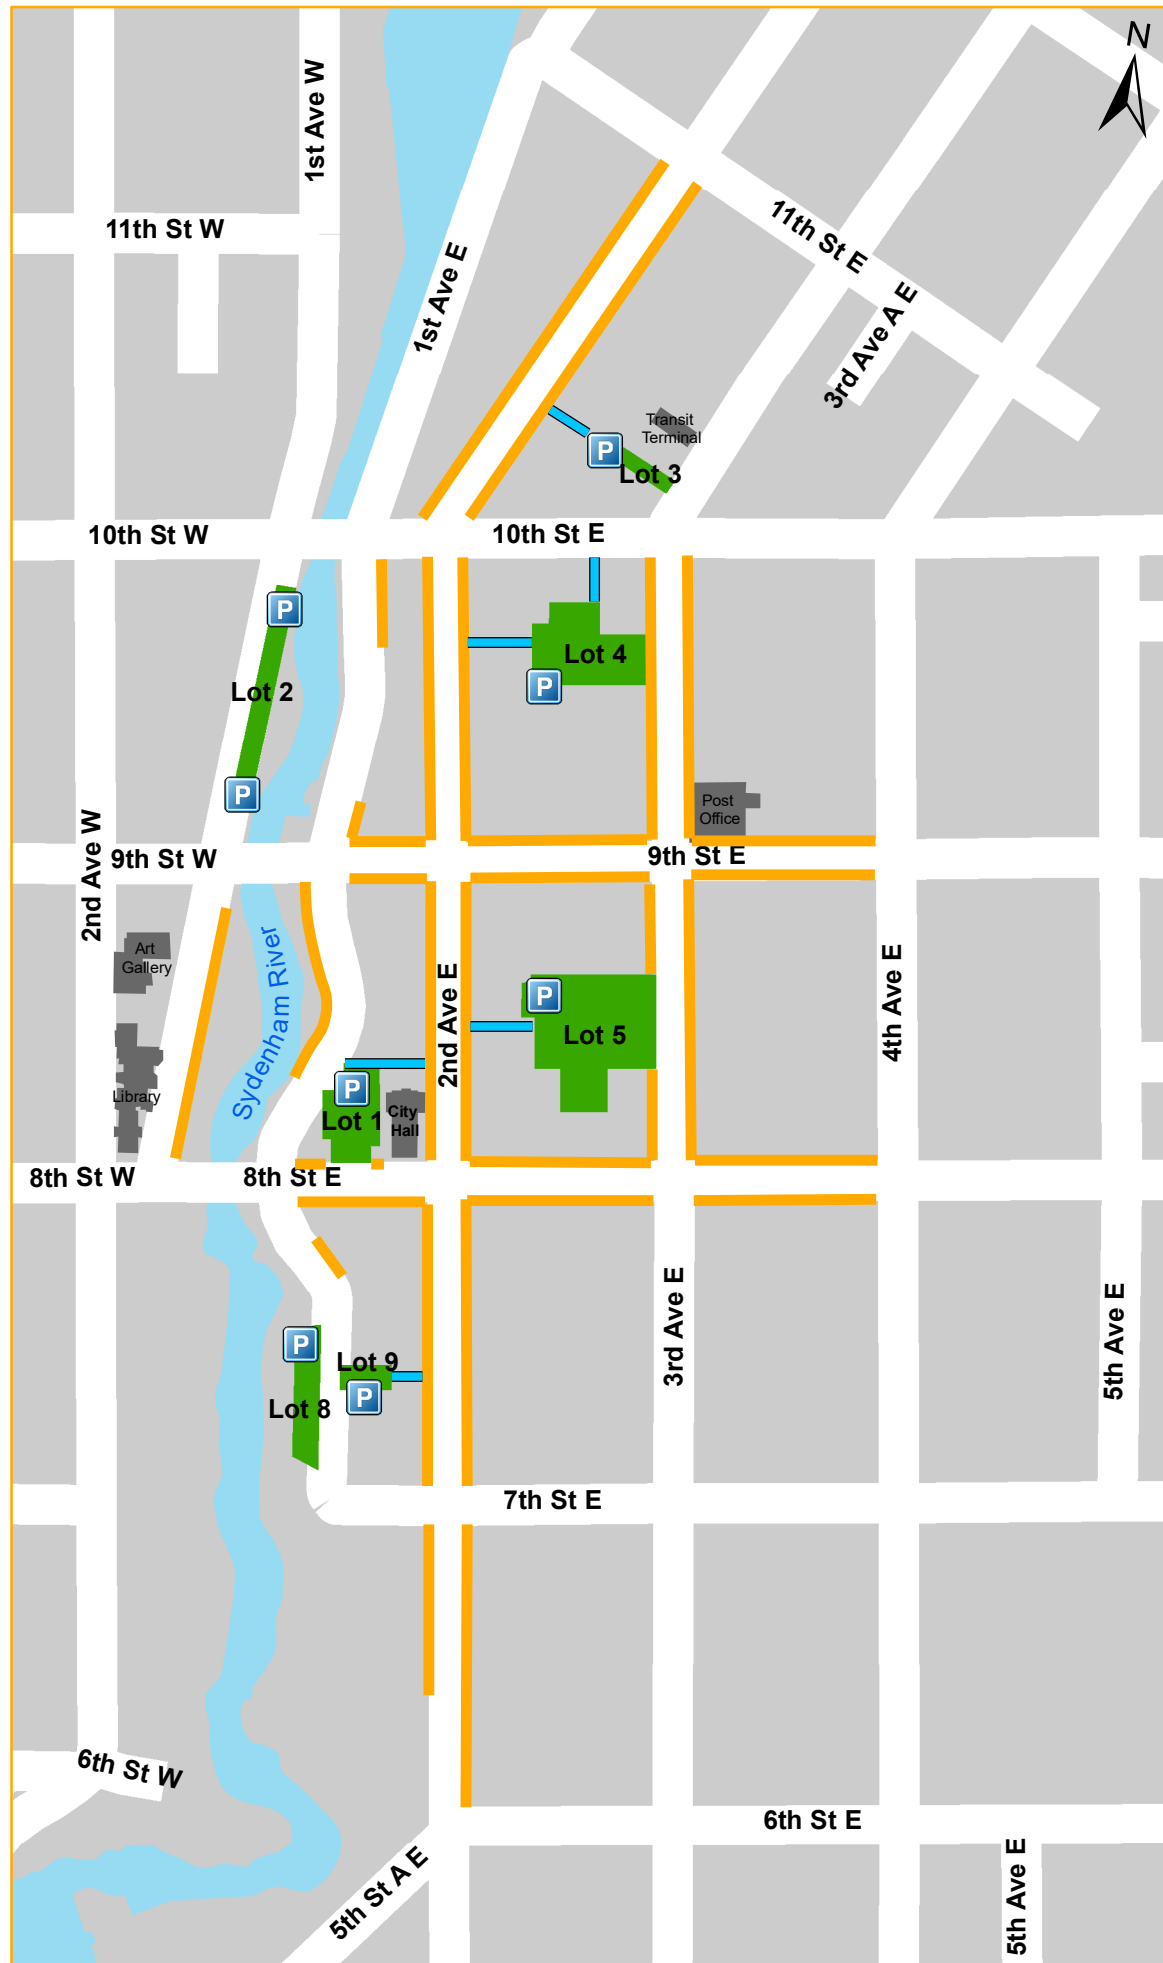 N
1st Ave W
11th St W
11th St E
1st Ave E
3rd Ave A E
Transit
Terminal
P
Lot 3
10th St W
10th St E
P
Lot 4
P
Lot 2
P
Post
Office
2nd Ave W
9th St W
9th St E
Art
Gallery
Sydenham River
2nd Ave E
P
Lot 5
4th Ave E
Library
P
Lot 1
City
Hall
8th St W
8th St E
3rd Ave E
5th Ave E
P
Lot 9
P
Lot 8
7th St E
6th St W
6th St E
5th St A E
5th Ave E